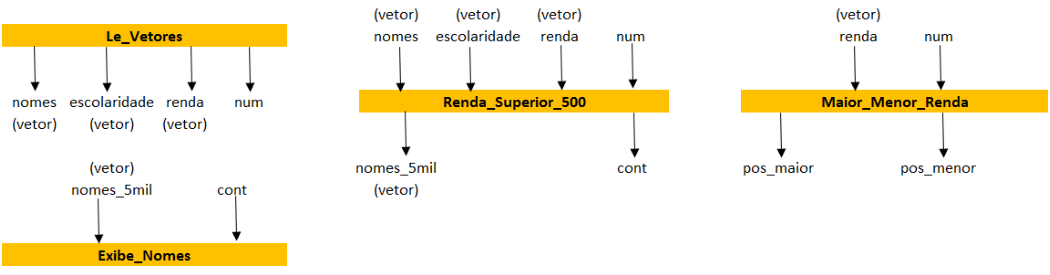 Le_Vetores
nomes escolaridade renda num
(vetor) (vetor) (vetor)
(vetor)
nomes_5mil cont
Exibe_Nomes
(vetor) (vetor) (vetor)
nomes escolaridade renda num
Renda_Superior_500
nomes_5mil cont
(vetor)
(vetor)
renda num
Maior_Menor_Renda
pos_maior pos_menor